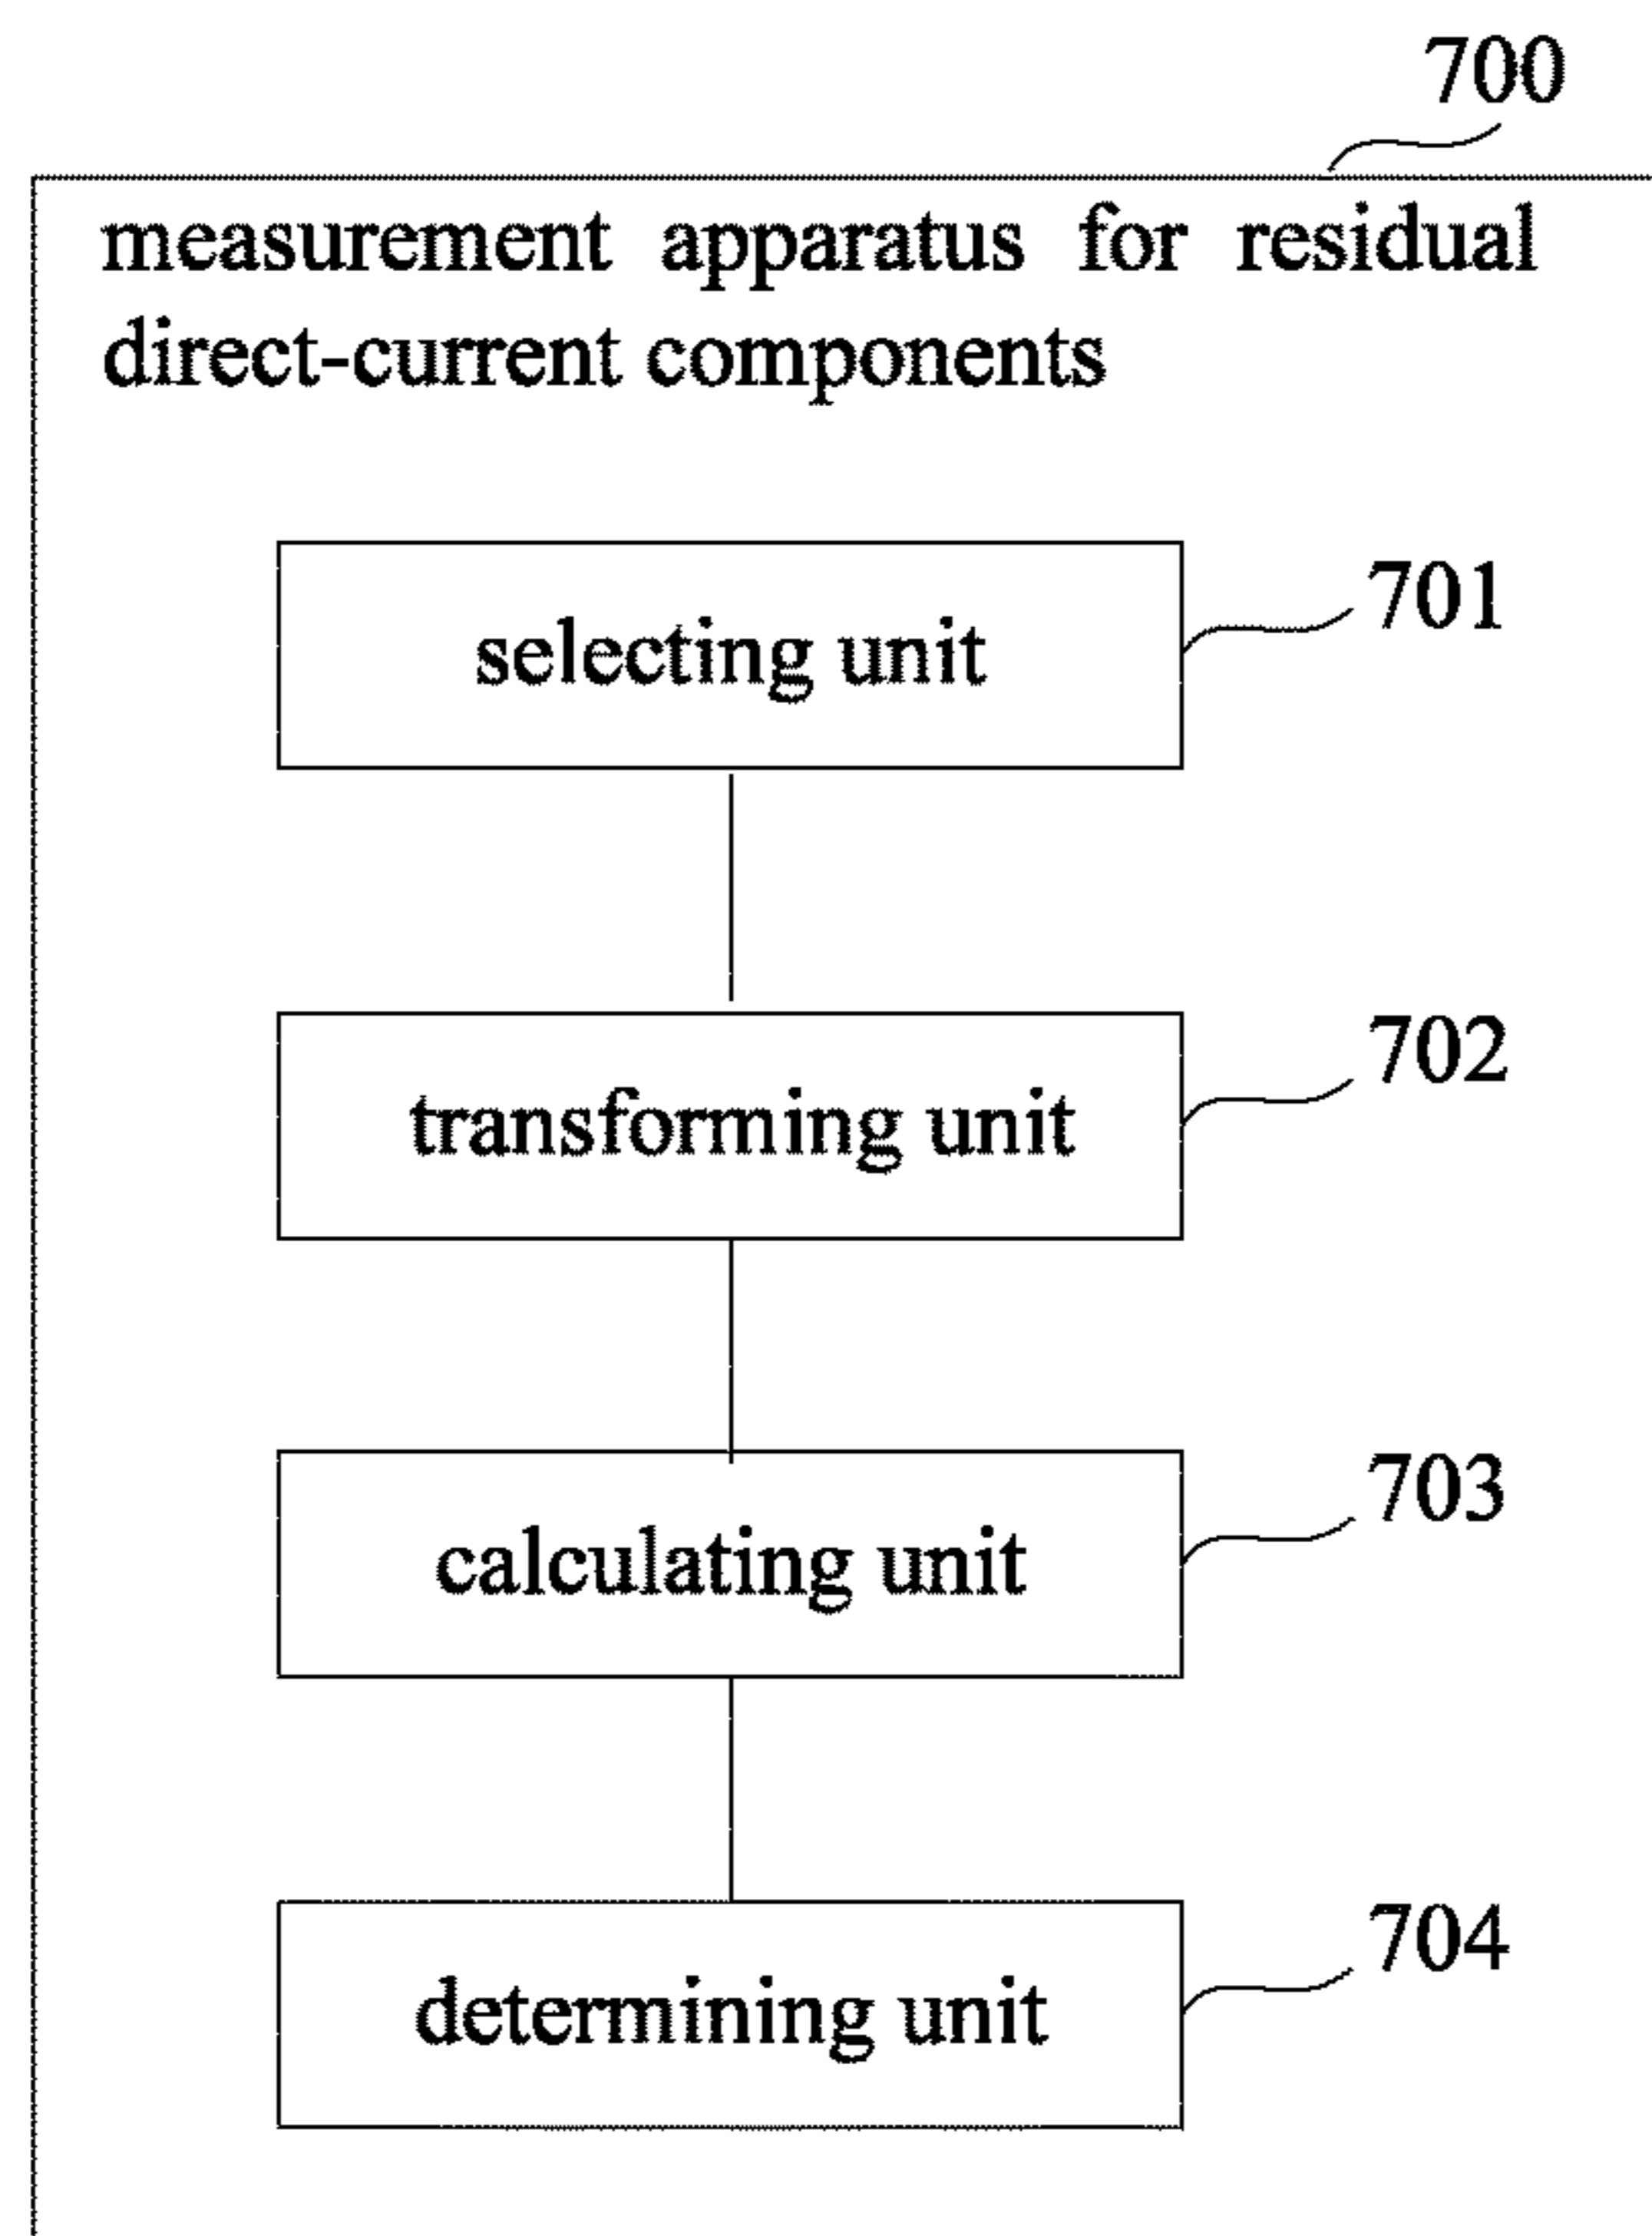 700
measurement apparatus for residual
direct-current components
selecting unit
701
transforming unit
702
calculating unit
703
determining unit
704